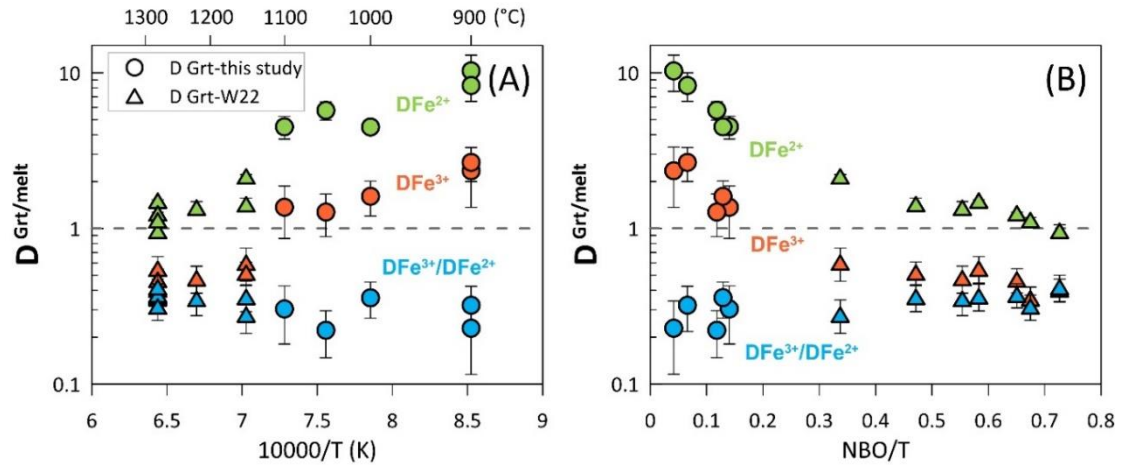 1300 1200 1100 1000 900 (°C)
10
1
0.1
D Grt/melt
D Grt-this study
D Grt-W22
(A)
DFe²⁺
DFe³⁺
DFe³⁺/DFe²⁺
6 6.5 7 7.5 8 8.5 9
10000/T (K)
10
1
0.1
(B)
DFe²⁺
DFe³⁺
DFe³⁺/DFe²⁺
0 0.1 0.2 0.3 0.4 0.5 0.6 0.7 0.8
NBO/T